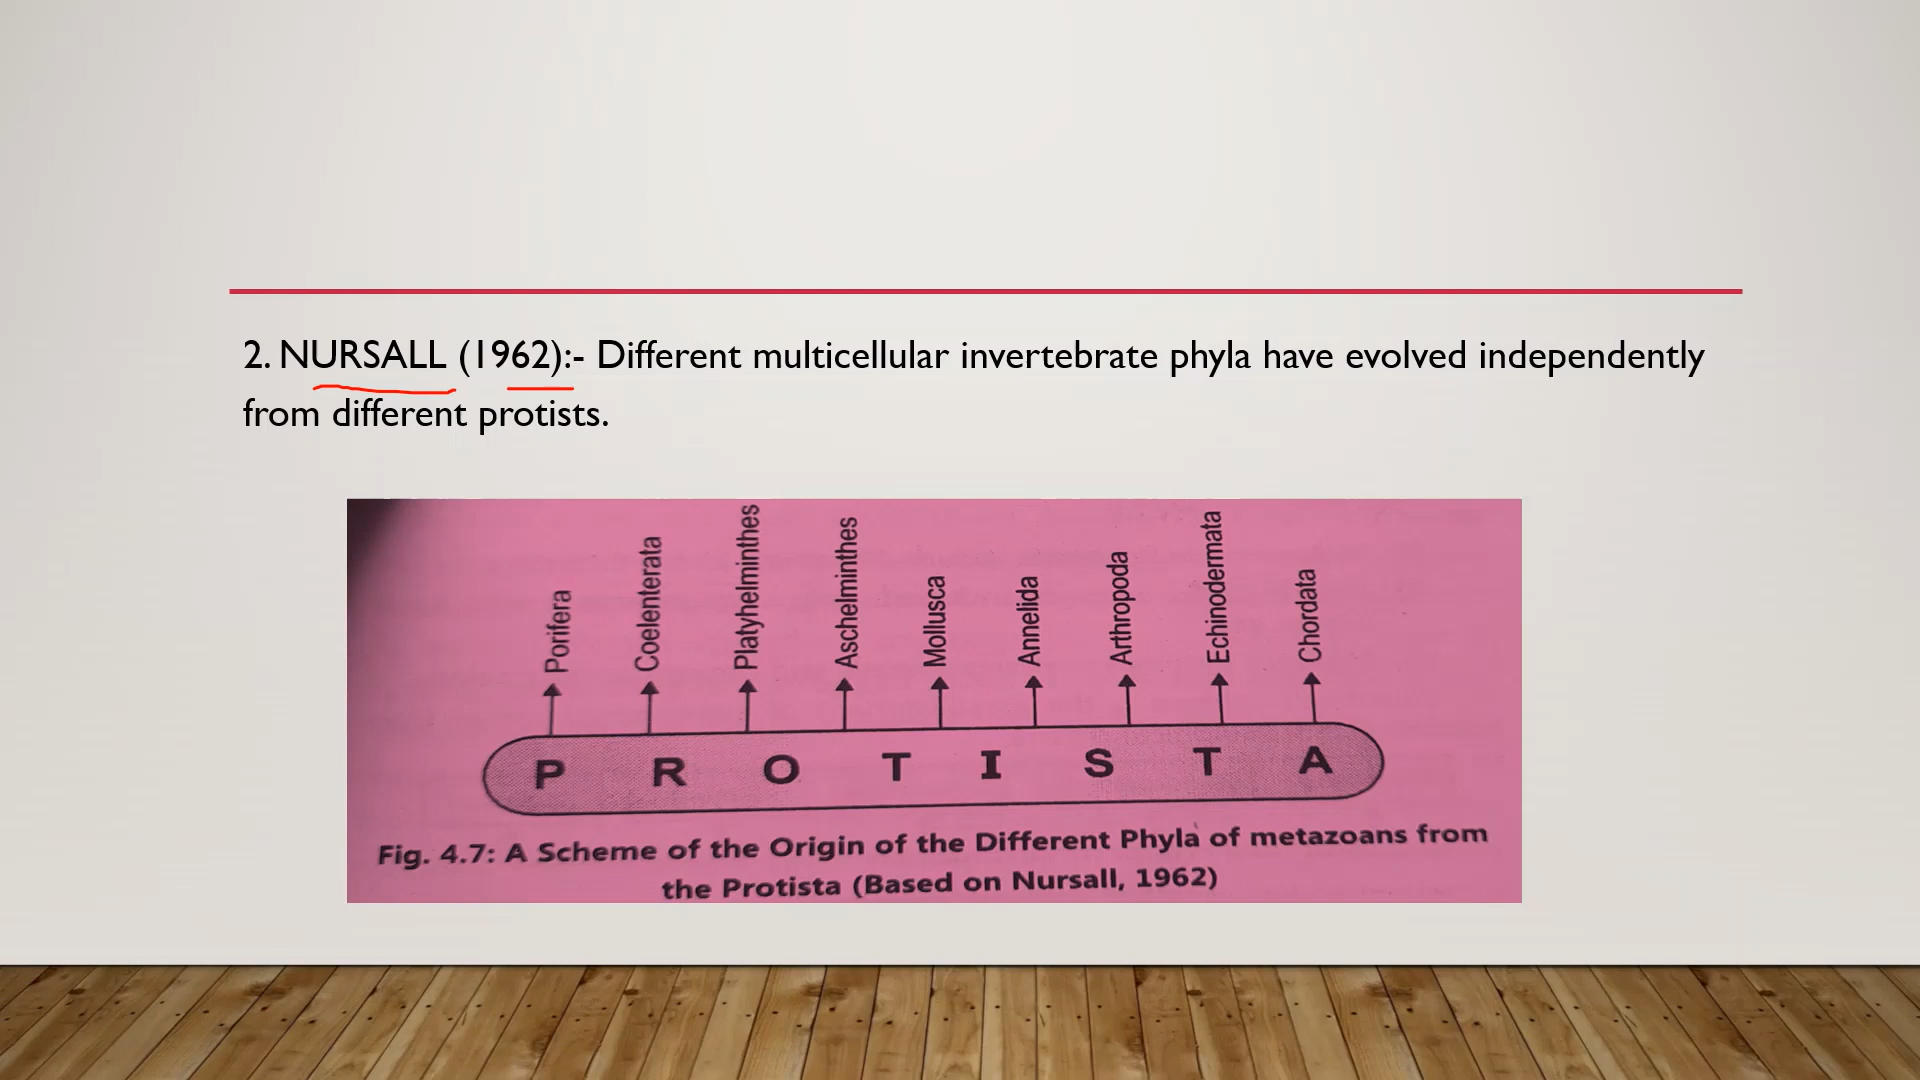 2. NURSALL (1962):- Different multicellular invertebrate phyla have evolved independently
from different protists.
Porifera
Coelenterata
Platyhelminthes
Aschelminthes
Mollusca
Annelida
Arthropoda
Echinodermata
Chordata
P R O T I S T A
Fig. 4.7: A Scheme of the Origin of the Different Phyla of metazoans from
the Protista (Based on Nursall, 1962)